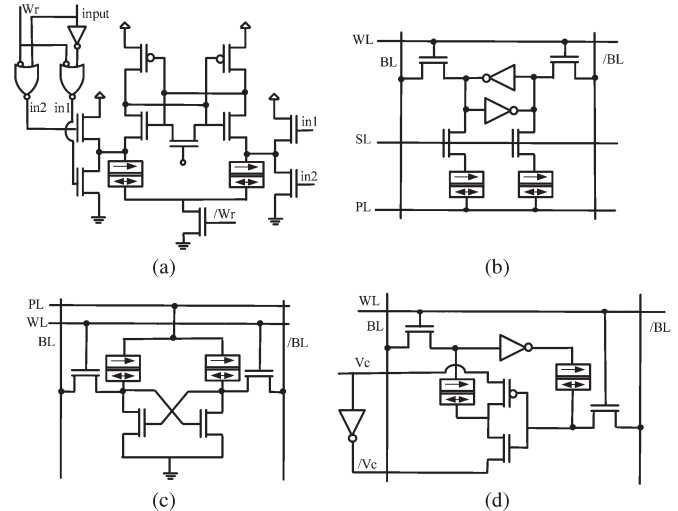 Wr input
in2 in1
in1
in2
/Wr
(a)
WL
BL /BL
SL
PL
(b)
PL
WL
BL /BL
(c)
WL
BL /BL
Vc
/Vc
(d)